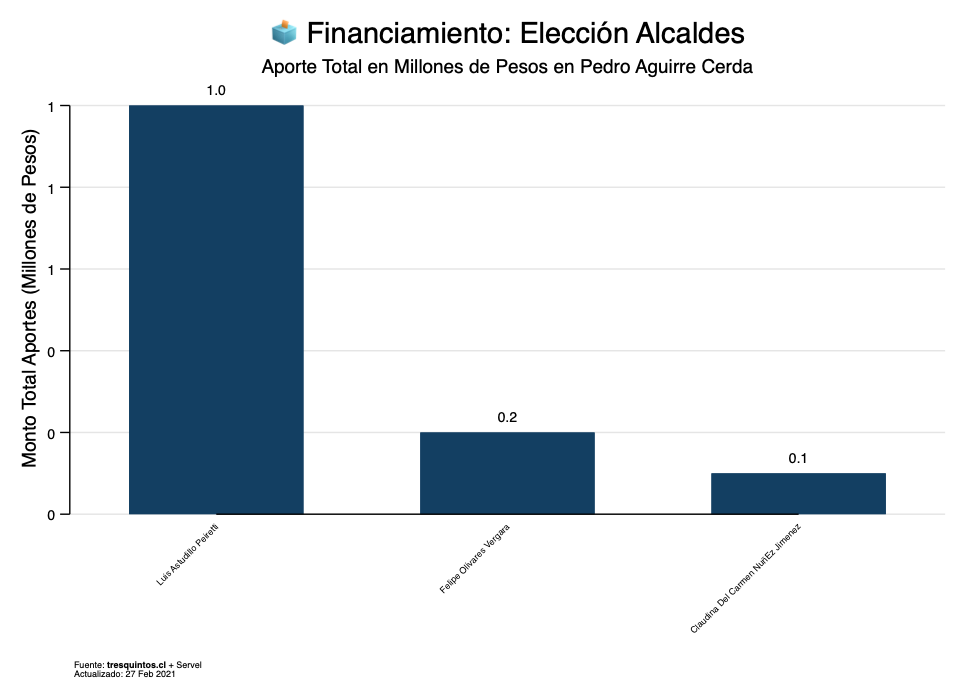 Financiamiento: Elección Alcaldes
Aporte Total en Millones de Pesos en Pedro Aguirre Cerda
Monto Total Aportes (Millones de Pesos)
1
1
1
0
0
0
1.0
0.2
0.1
Luis Astudillo Peiretti
Felipe Olivares Vergara
Claudina Del Carmen NuñEz Jimenez
Fuente: tresquintos.cl + Servel
Actualizado: 27 Feb 2021